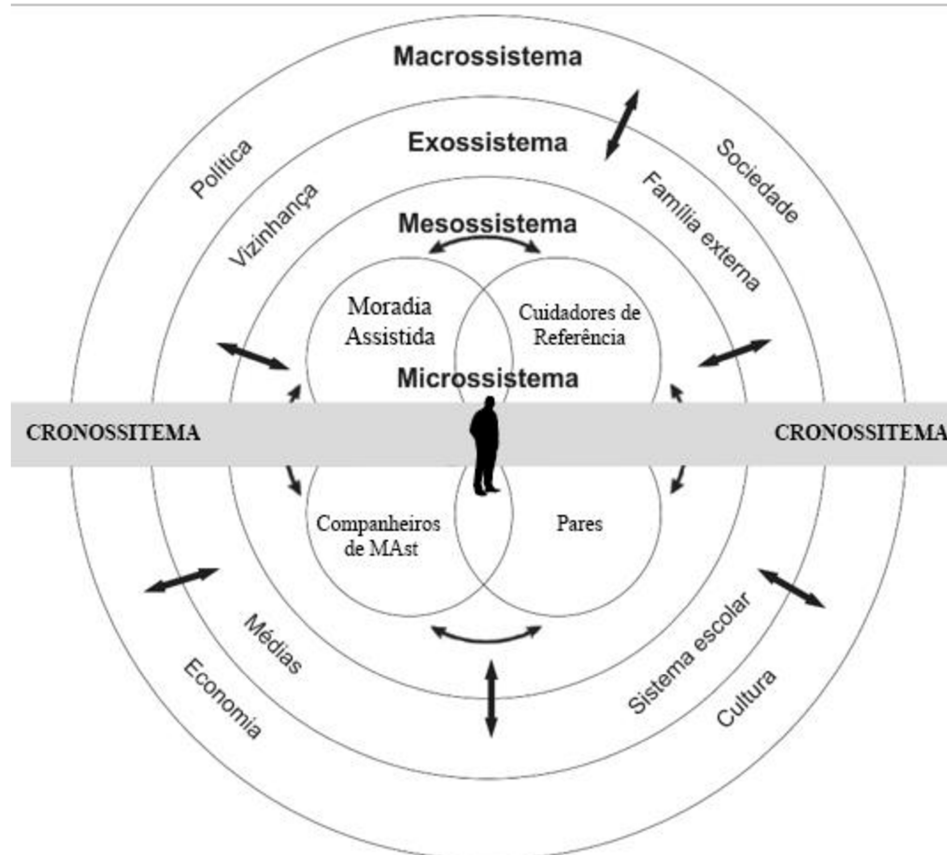 Macrossistema
Exossistema
Política
Sociedade
Vizinhança
Família externa
Mesossistema
Moradia
Assistida
Cuidadores de
Referência
Microssistema
CRONOSSITEMA
CRONOSSITEMA
Companheiros
de MAst
Pares
Médias
Sistema escolar
Economia
Cultura